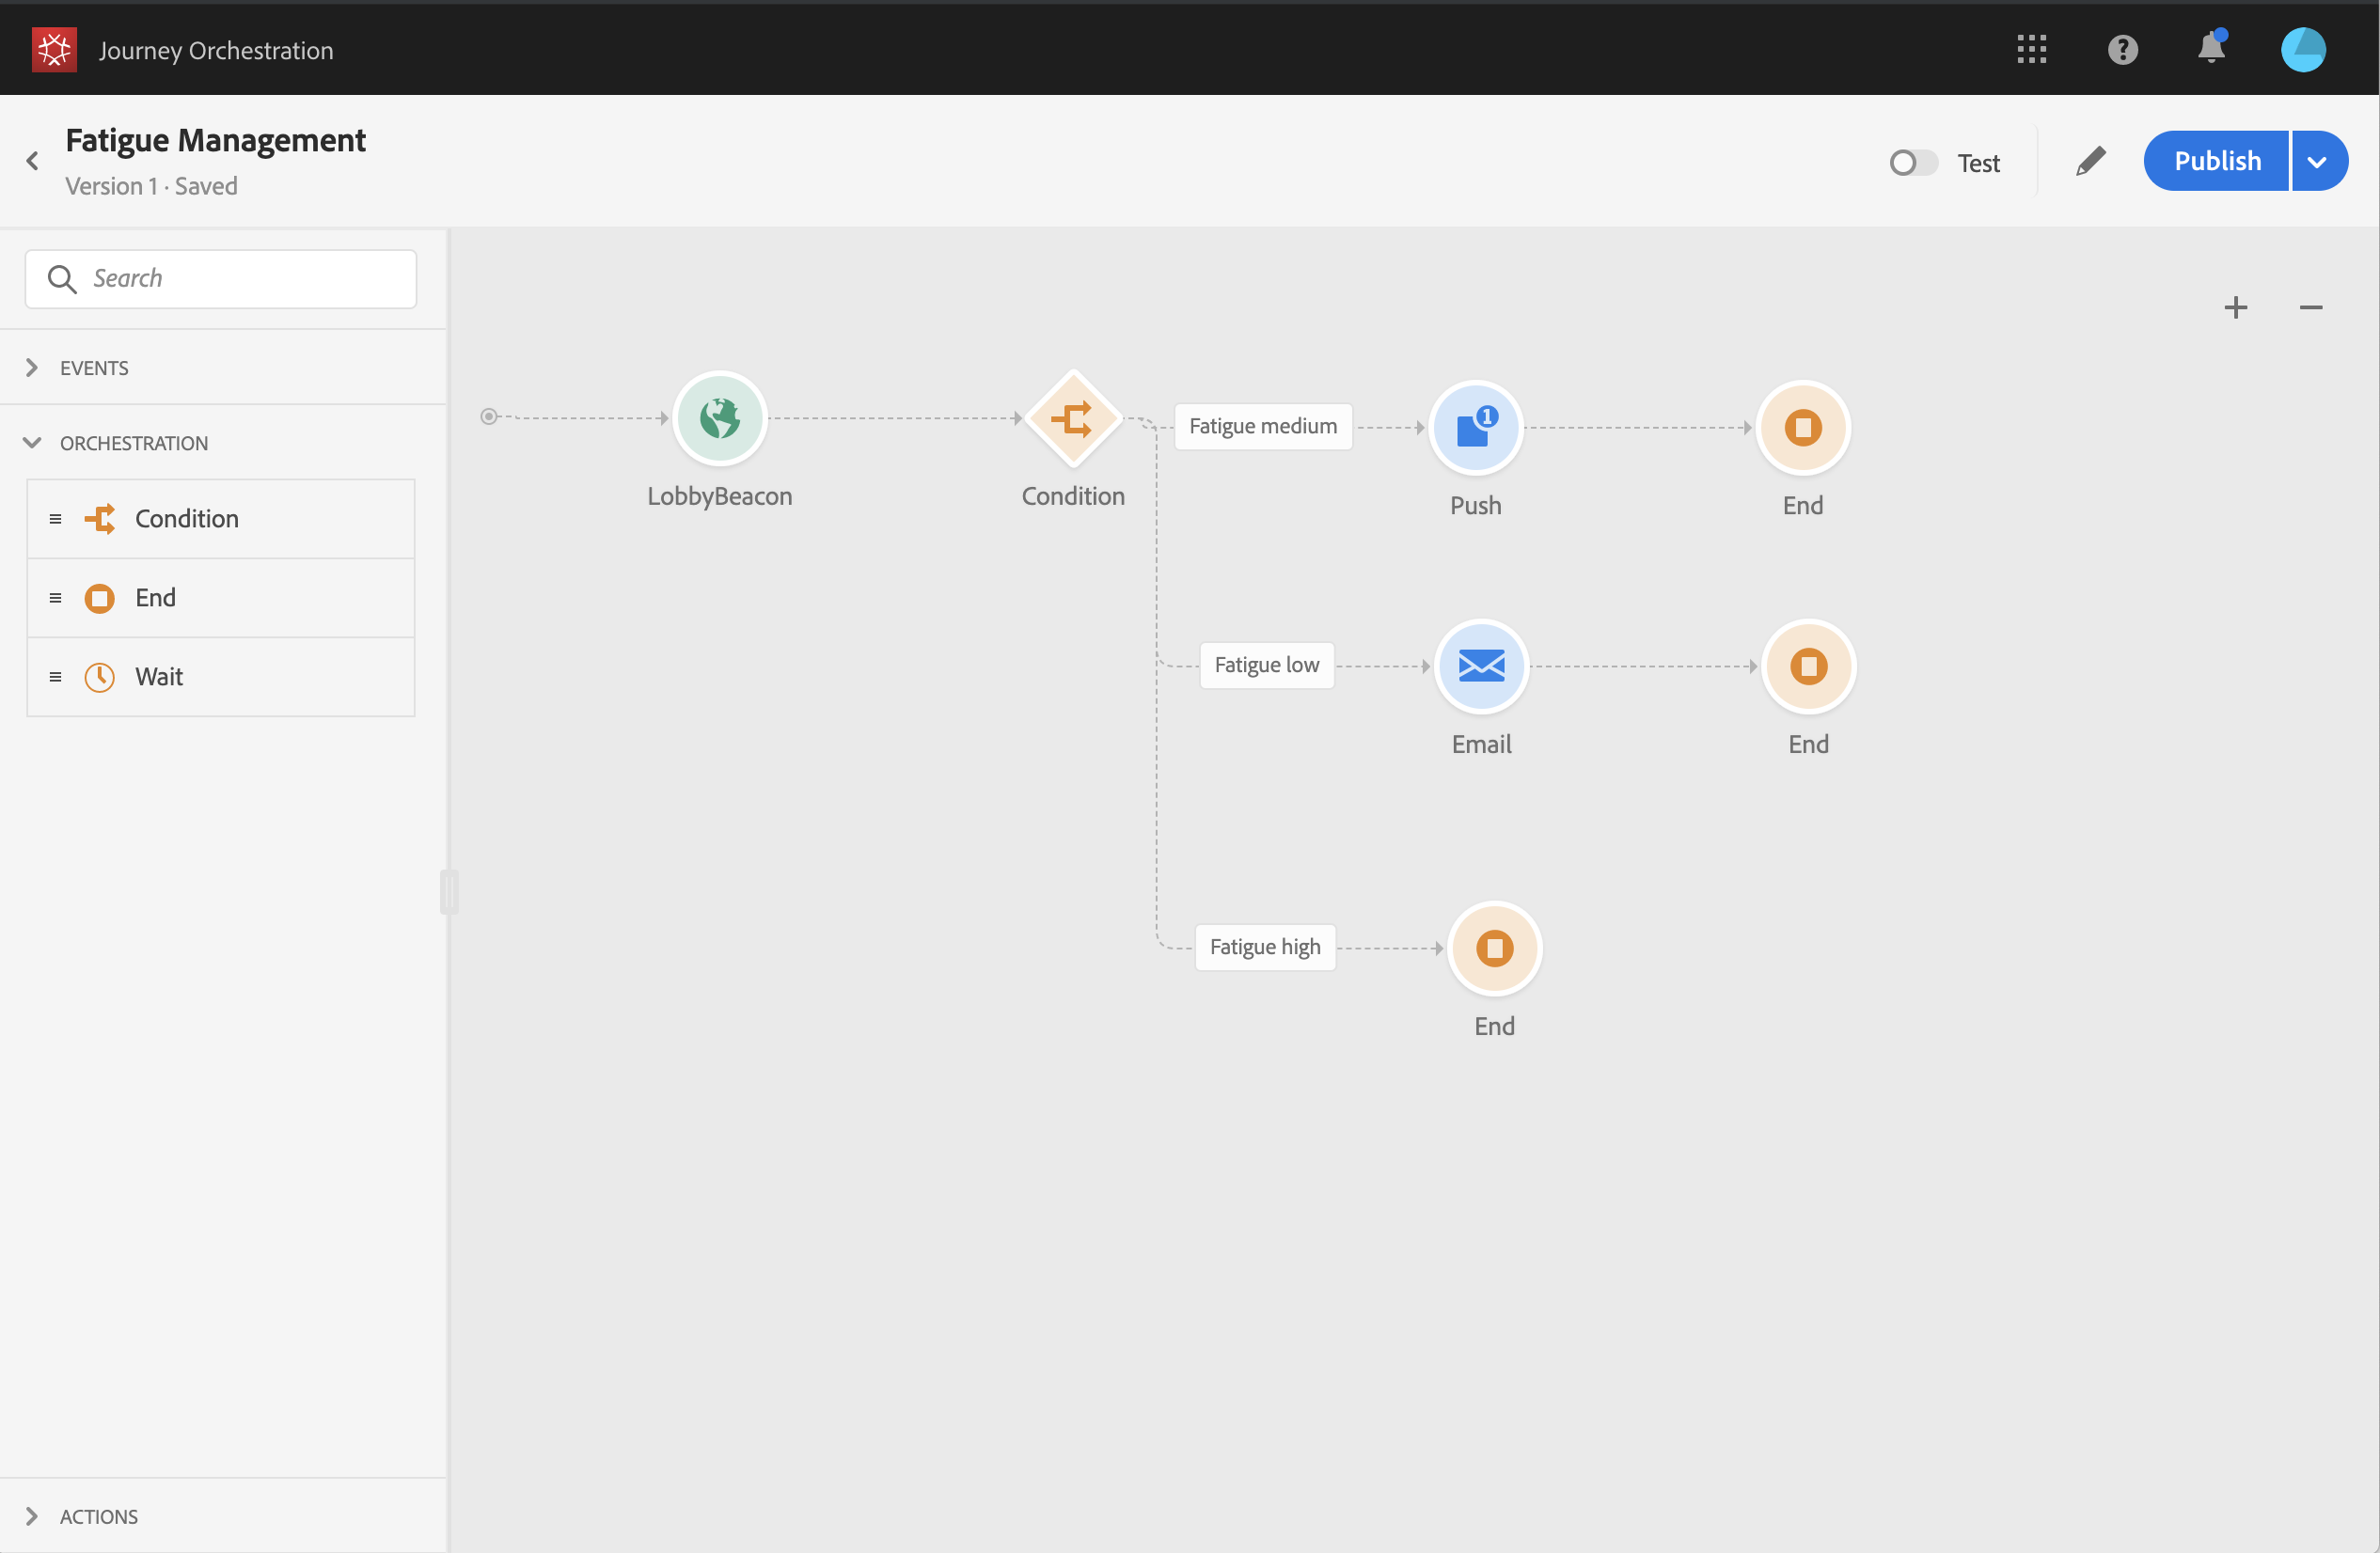 Journey Orchestration
Fatigue Management
Version 1 · Saved
Test
Publish
Search
EVENTS
ORCHESTRATION
Condition
End
Wait
ACTIONS
LobbyBeacon
Condition
Fatigue medium
1
Push
End
Fatigue low
Email
End
Fatigue high
End